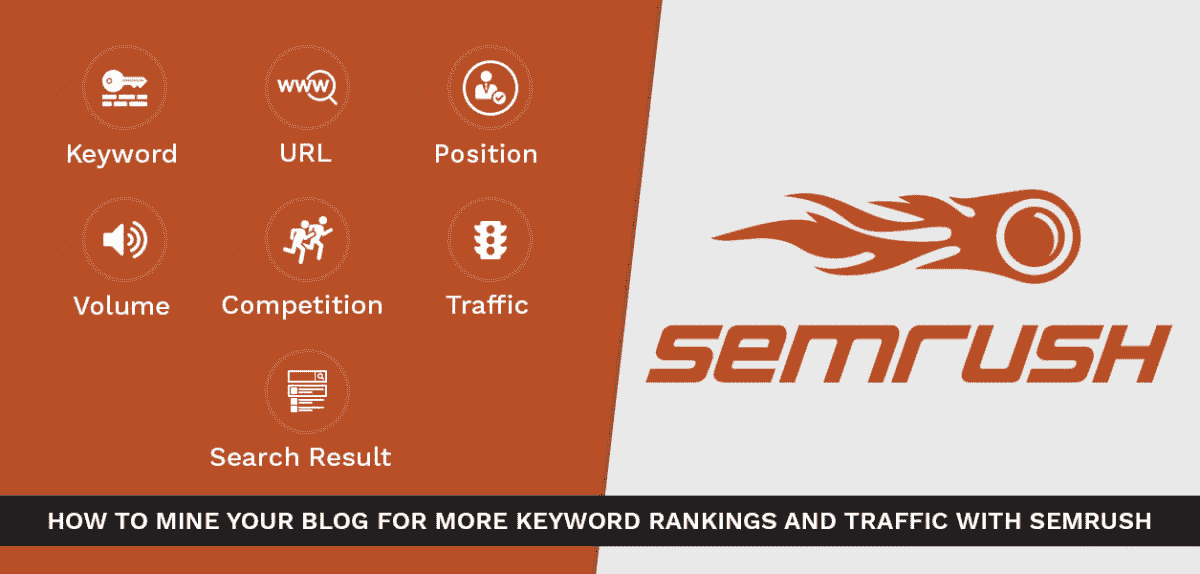 Keyword
WWW
URL
Position
Volume
Competition
Traffic
Search Result
semrush
HOW TO MINE YOUR BLOG FOR MORE KEYWORD RANKINGS AND TRAFFIC WITH SEMRUSH